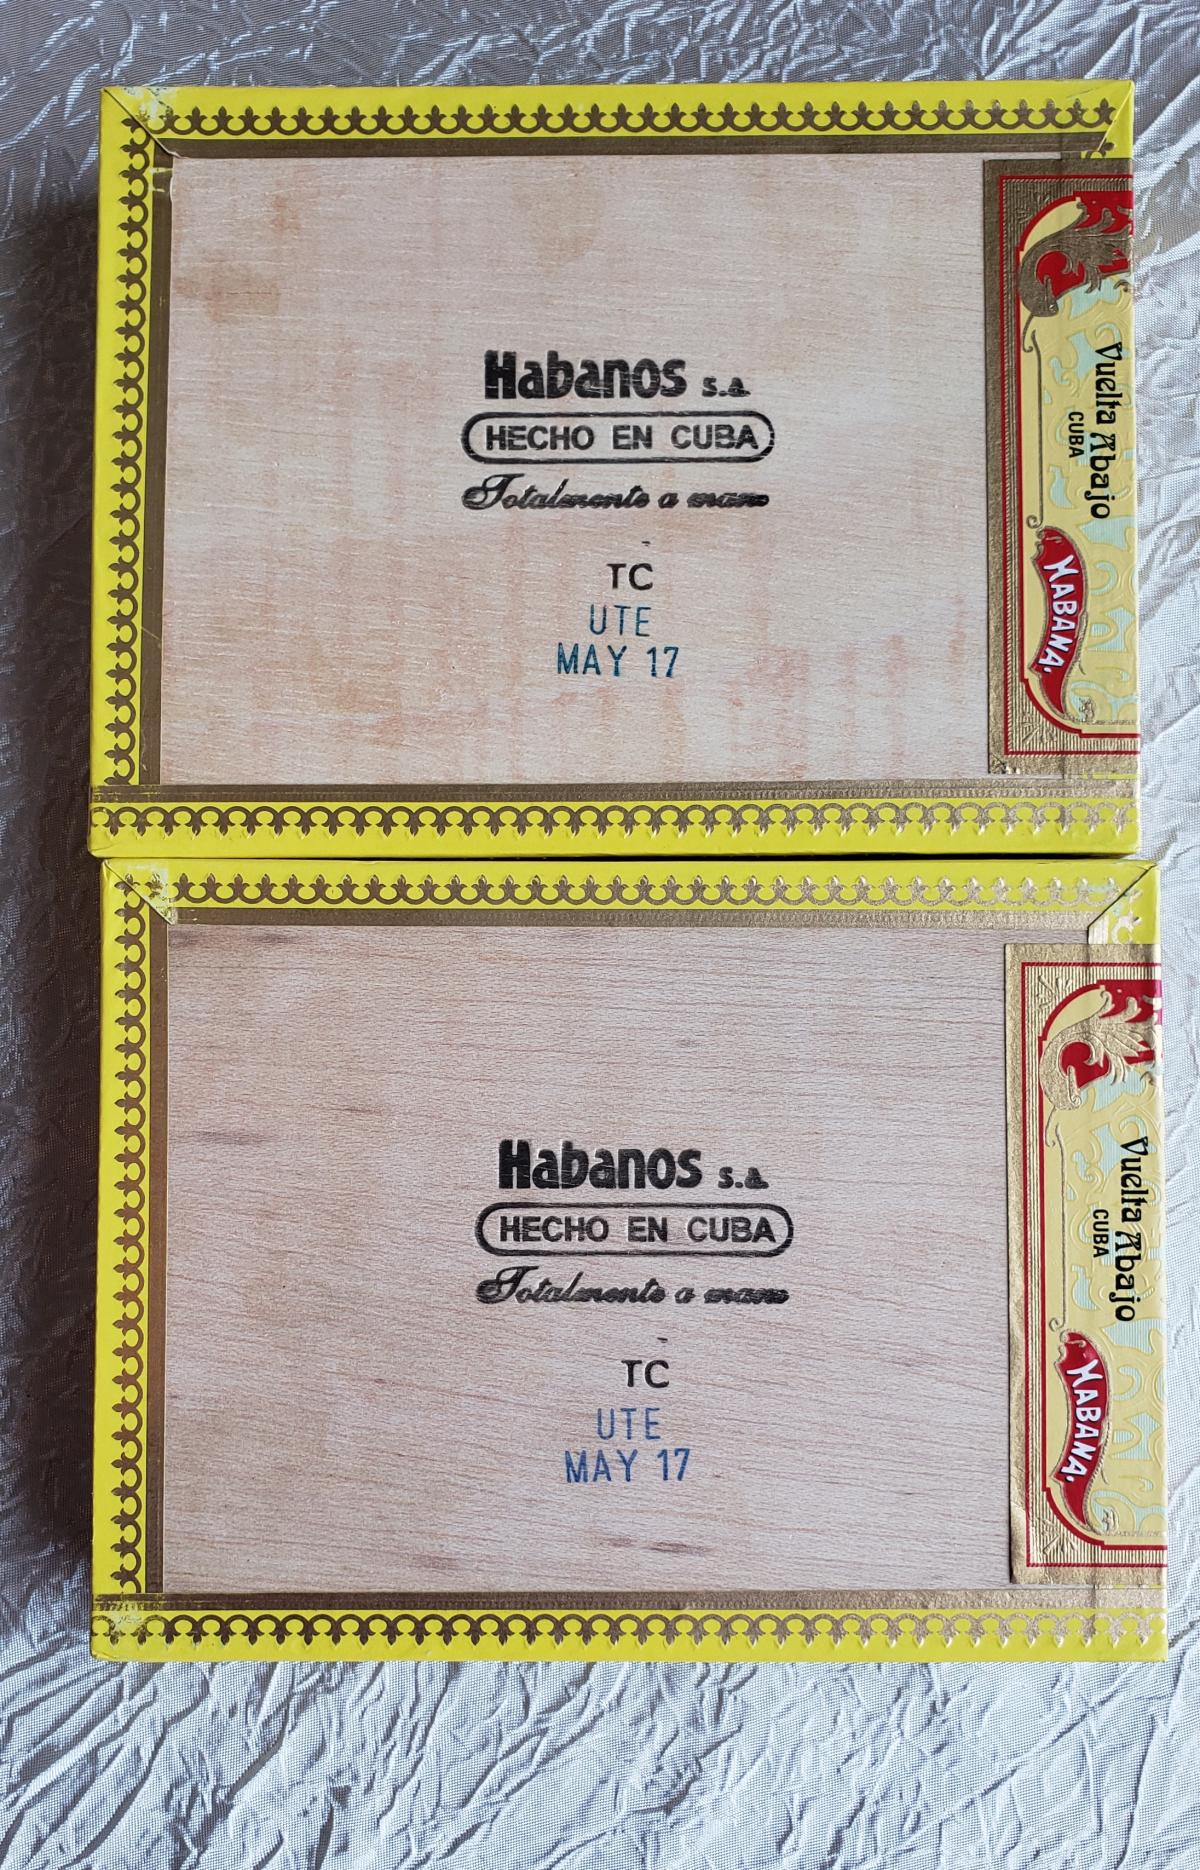 Habanos s.a.
HECHO EN CUBA
Totalmente a mano
TC
UTE
MAY 17
Vuelta Abajo
CUBA
HABANA.
Habanos s.a.
HECHO EN CUBA
Totalmente a mano
TC
UTE
MAY 17
Vuelta Abajo
CUBA
HABANA.